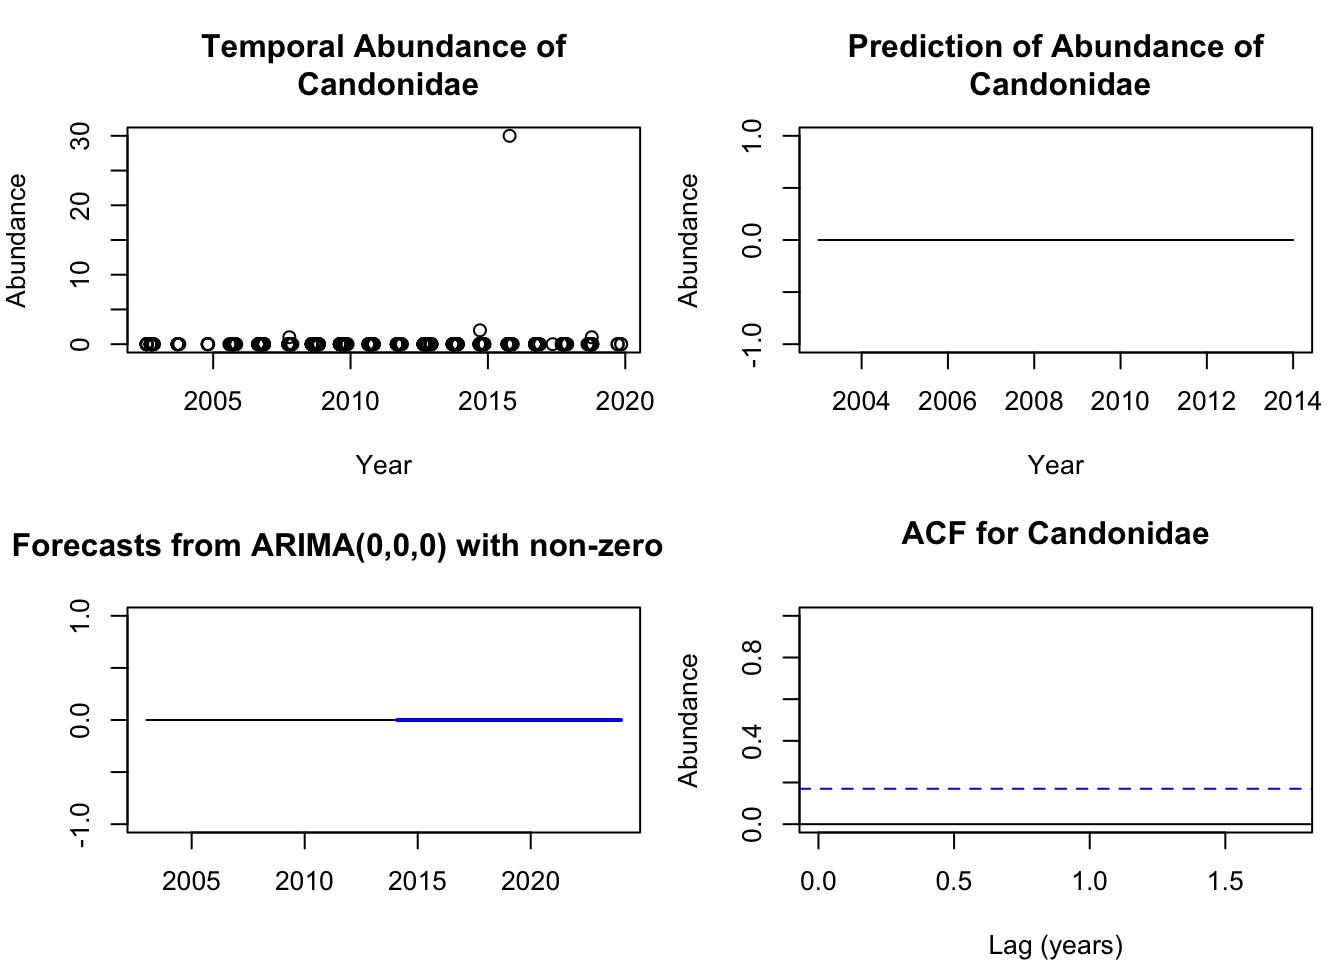 Temporal Abundance of
Candonidae
Abundance
30
20
10
0
2005 2010 2015 2020
Year
Prediction of Abundance of
Candonidae
Abundance
1.0
0.0
-1.0
2004 2006 2008 2010 2012 2014
Year
Forecasts from ARIMA(0,0,0) with non-zero
1.0
0.0
-1.0
2005 2010 2015 2020
ACF for Candonidae
Abundance
0.8
0.4
0.0
0.0 0.5 1.0 1.5
Lag (years)